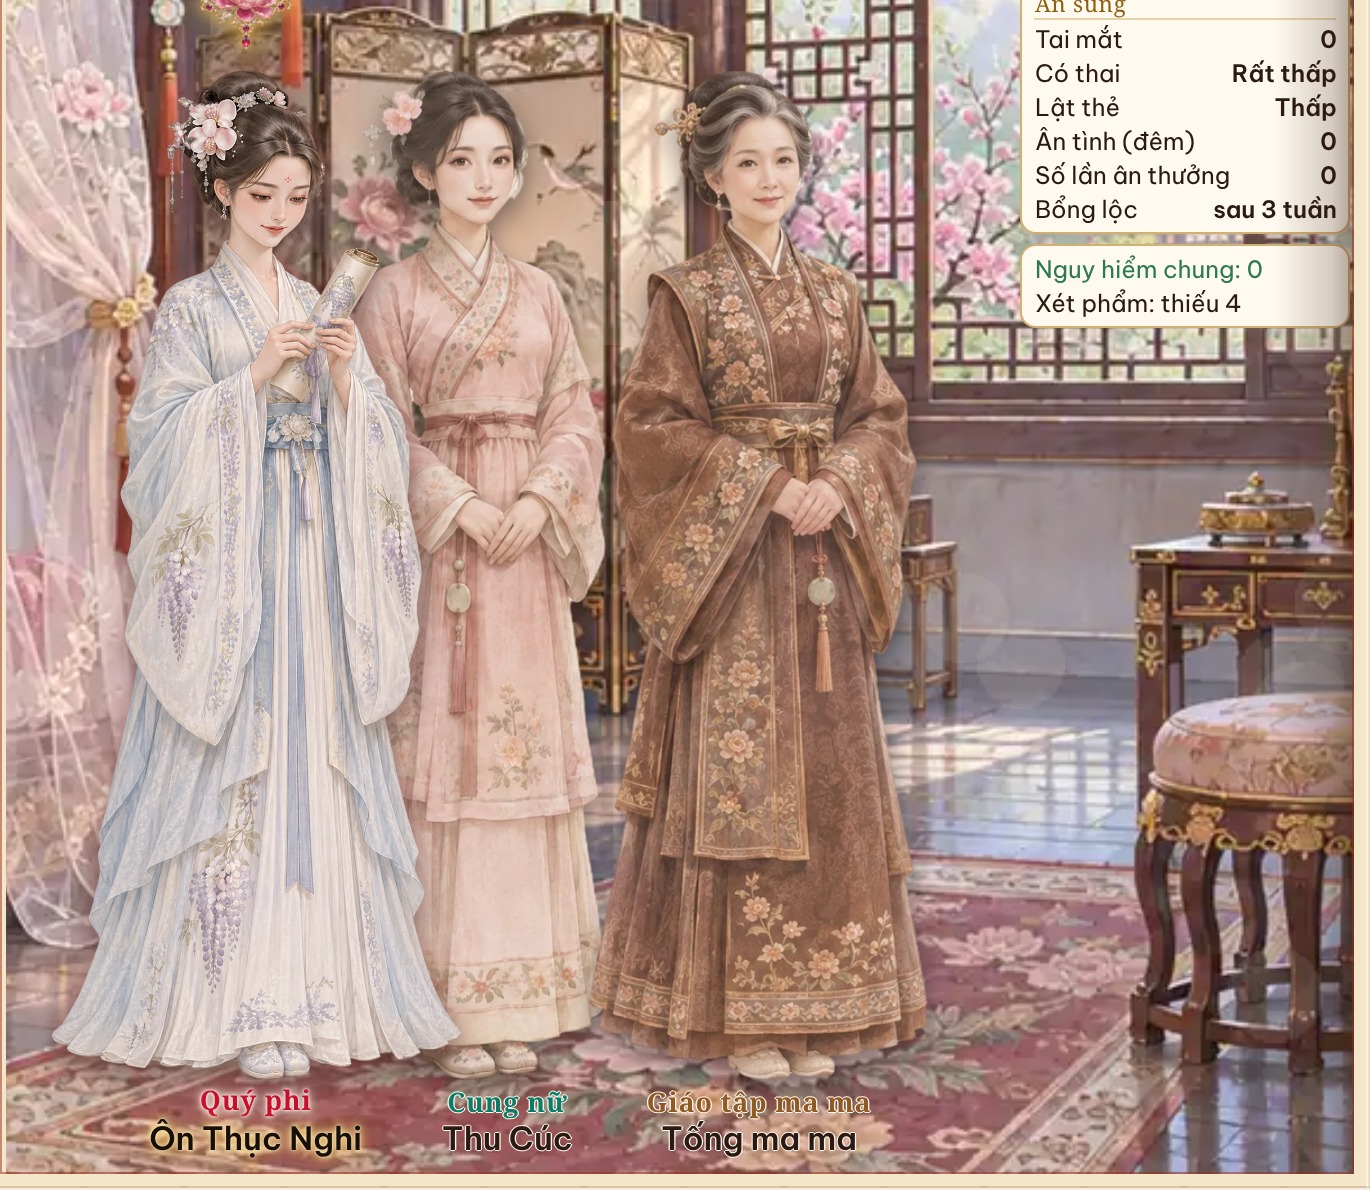 Ân sủng
Tai mắt 0
Có thai Rất thấp
Lật thẻ Thấp
Ân tình (đêm) 0
Số lần ân thưởng 0
Bổng lộc sau 3 tuần
Nguy hiểm chung: 0
Xét phẩm: thiếu 4
Quý phi
Ôn Thục Nghi
Cung nữ
Thu Cúc
Giáo tập ma ma
Tống ma ma